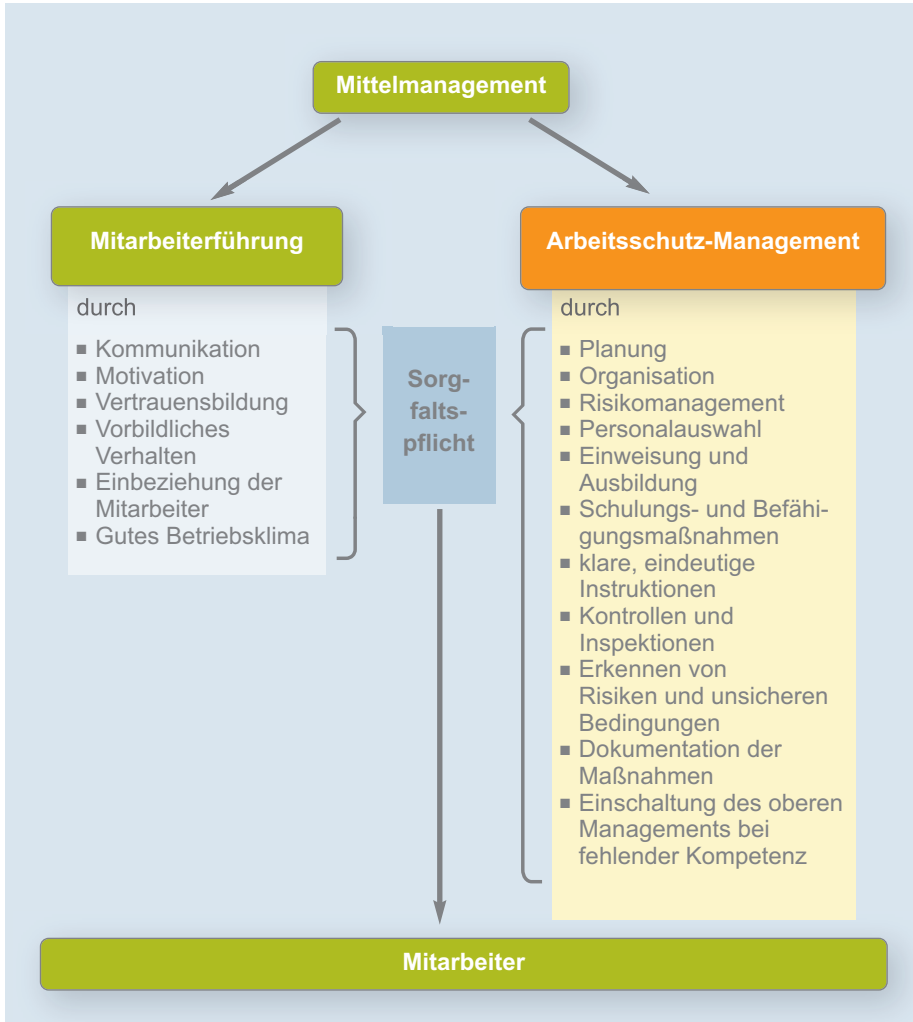 Mittelmanagement
Mitarbeiterführung
durch
▪ Kommunikation
▪ Motivation
▪ Vertrauensbildung
▪ Vorbildliches
Verhalten
▪ Einbeziehung der
Mitarbeiter
▪ Gutes Betriebsklima
Sorg-
falts-
pflicht
Arbeitsschutz-Management
durch
▪ Planung
▪ Organisation
▪ Risikomanagement
▪ Personalauswahl
▪ Einweisung und
Ausbildung
▪ Schulungs- und Befähi-
gungsmaßnahmen
▪ klare, eindeutige
Instruktionen
▪ Kontrollen und
Inspektionen
▪ Erkennen von
Risiken und unsicheren
Bedingungen
▪ Dokumentation der
Maßnahmen
▪ Einschaltung des oberen
Managements bei
fehlender Kompetenz
Mitarbeiter